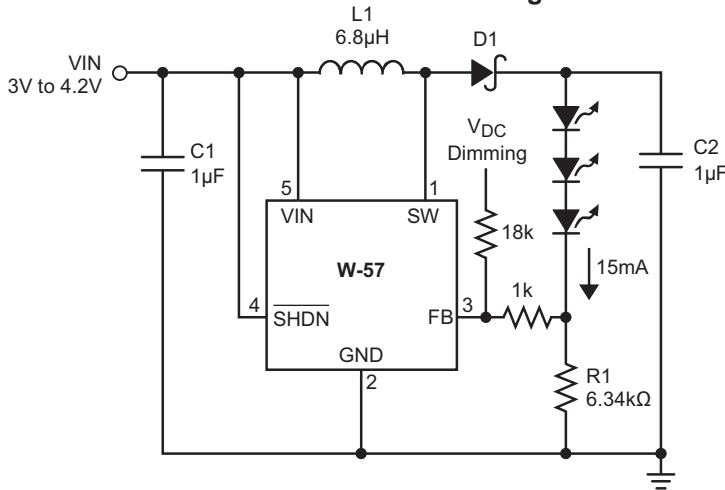 L1
6.8µH
D1
VIN
3V to 4.2V
VDC
Dimming
C1
1µF
C2
1µF
5
1
VIN
SW
18k
W-57
15mA
1k
4
3
SHDN
FB
GND
2
R1
6.34kΩ